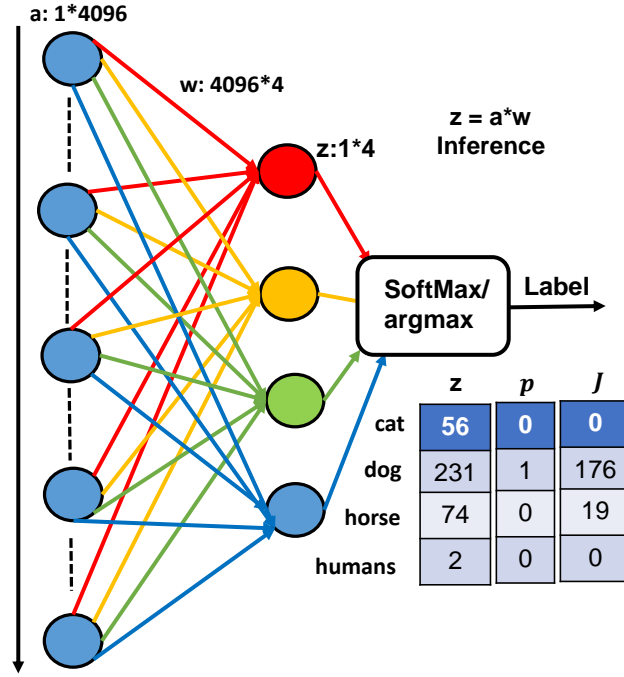 a: 1*4096
w: 4096*4
z = a*w
Inference
z:1*4
SoftMax/
argmax
Label
z p J
cat 56 0 0
dog 231 1 176
horse 74 0 19
humans 2 0 0